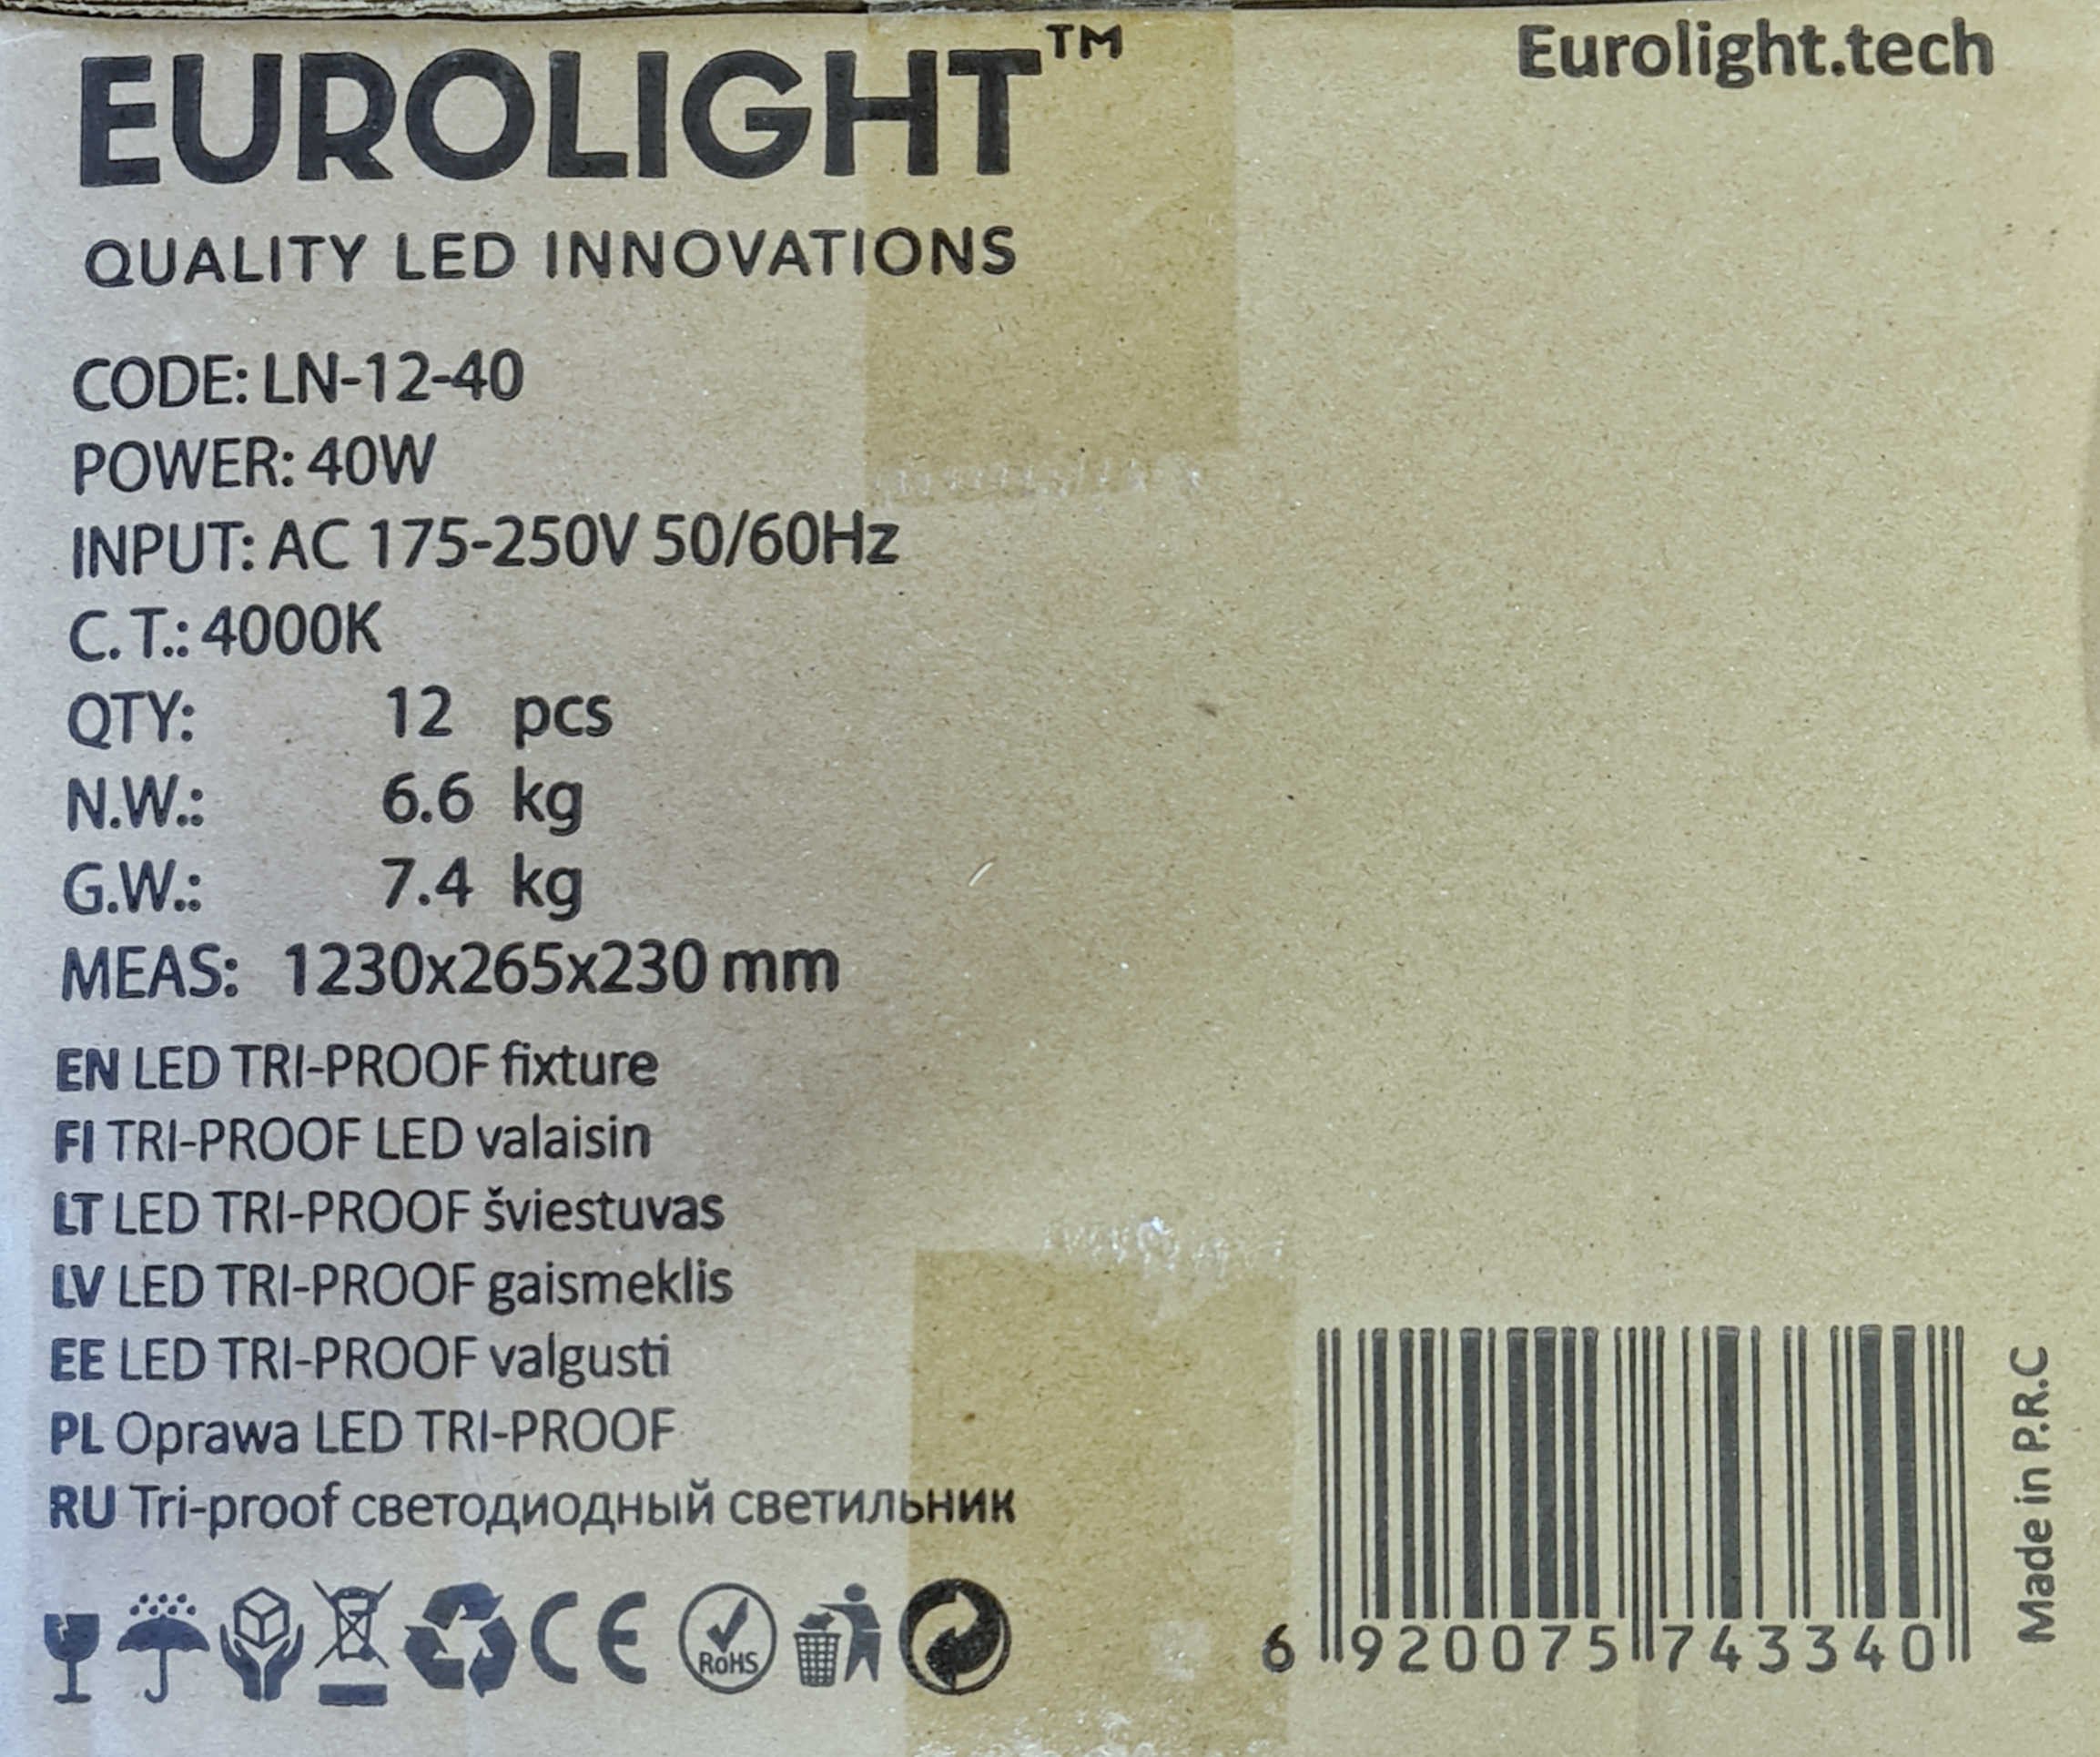 EUROLIGHT™
Eurolight.tech
QUALITY LED INNOVATIONS
CODE: LN-12-40
POWER: 40W
INPUT: AC 175-250V 50/60Hz
C.T.: 4000K
QTY: 12 pcs
N.W.: 6.6 kg
G.W.: 7.4 kg
MEAS: 1230x265x230 mm
EN LED TRI-PROOF fixture
FI TRI-PROOF LED valaisin
LT LED TRI-PROOF šviestuvas
LV LED TRI-PROOF gaismeklis
EE LED TRI-PROOF valgusti
PL Oprawa LED TRI-PROOF
RU Tri-proof светодиодный светильник
CE RoHS
6 920075 743340
Made in P.R.C